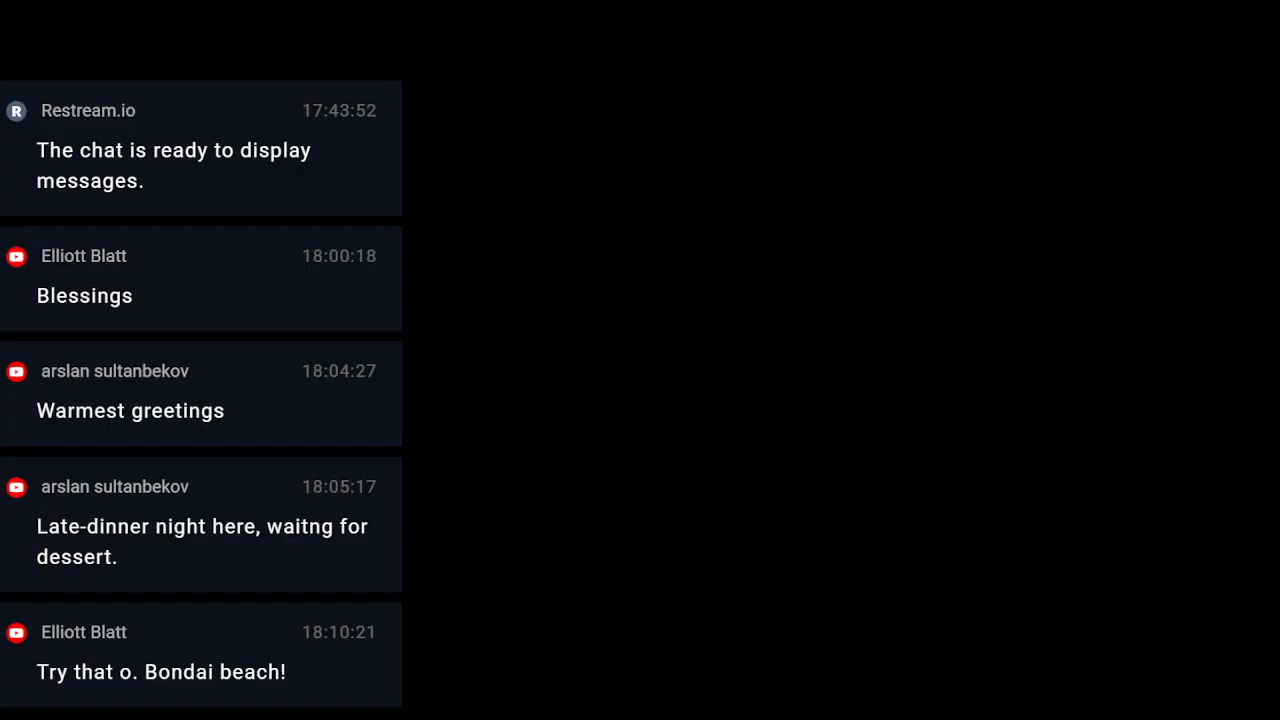 R Restream.io 17:43:52
The chat is ready to display
messages.
Elliott Blatt 18:00:18
Blessings
arslan sultanbekov 18:04:27
Warmest greetings
arslan sultanbekov 18:05:17
Late-dinner night here, waitng for
dessert.
Elliott Blatt 18:10:21
Try that o. Bondai beach!